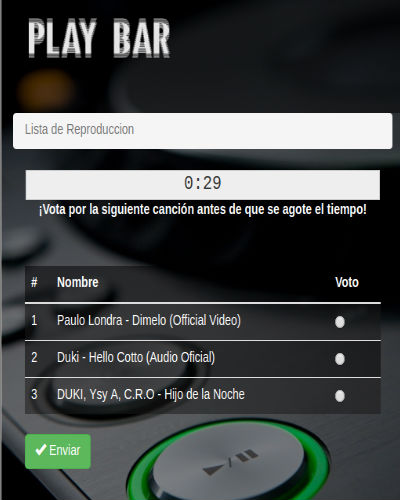 PLAY BAR
Lista de Reproduccion
0:29
¡Vota por la siguiente canción antes de que se agote el tiempo!
# Nombre Voto
1 Paulo Londra - Dimelo (Official Video)
2 Duki - Hello Cotto (Audio Oficial)
3 DUKI, Ysy A, C.R.O - Hijo de la Noche
Enviar